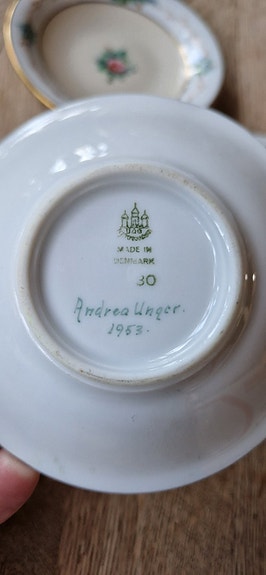 MADE IN
DENMARK
30
Andrea Unger.
1953.